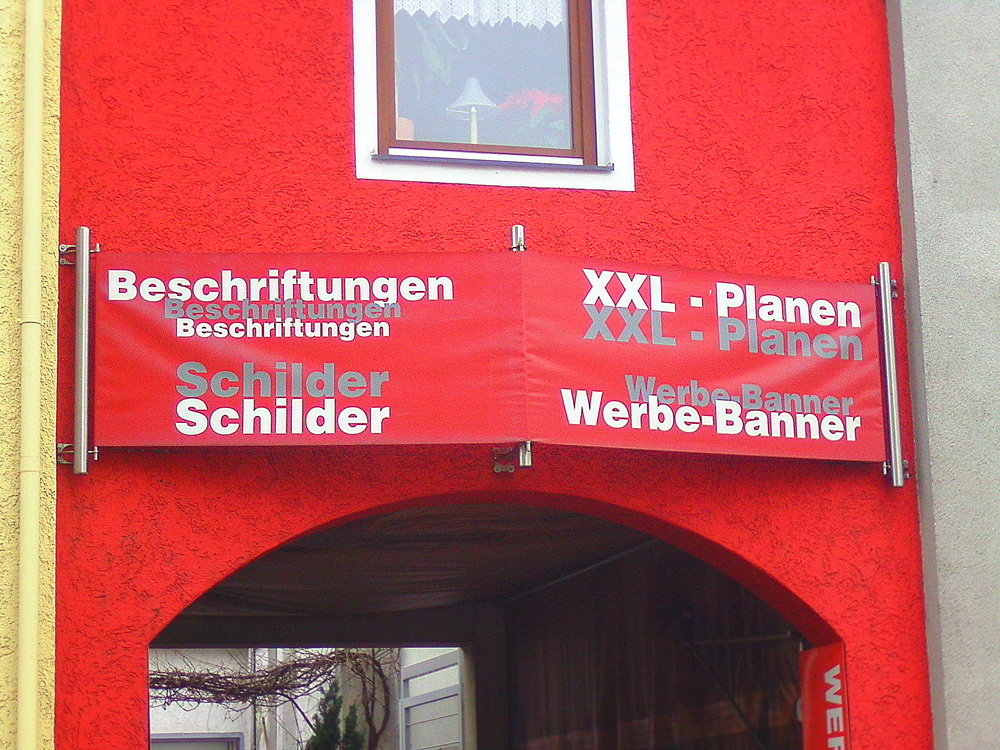 Beschriftungen
Beschriftungen
Beschriftungen
Schilder
Schilder
XXL - Planen
XXL - Planen
Werbe-Banner
Werbe-Banner